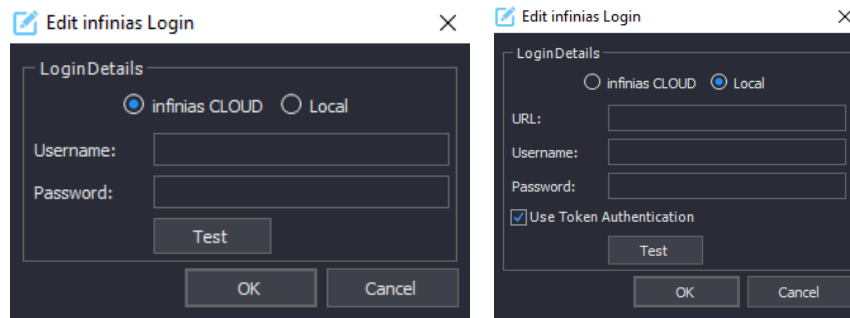 Edit infinias Login
LoginDetails
infinias CLOUD Local
Username:
Password:
Test
OK Cancel
Edit infinias Login
LoginDetails
infinias CLOUD Local
URL:
Username:
Password:
Use Token Authentication
Test
OK Cancel